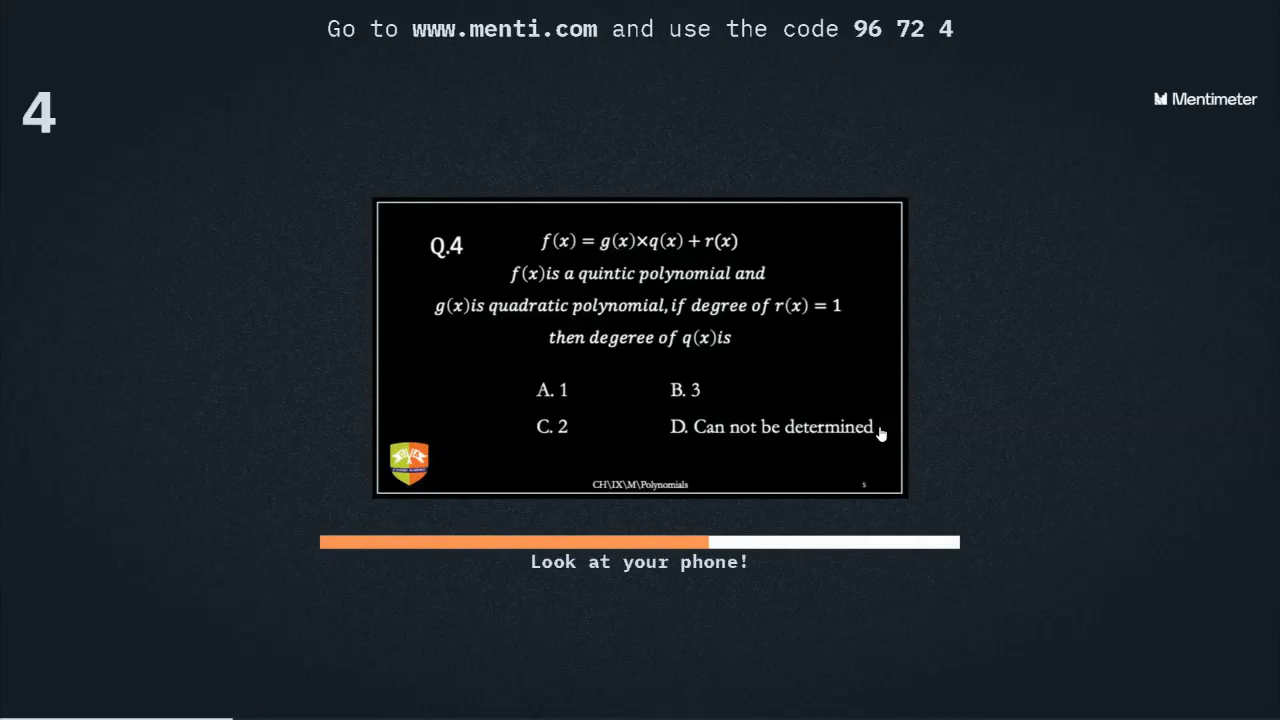 Go to www.menti.com and use the code 96 72 4
4
Mentimeter
Q.4
f(x) = g(x)×q(x) + r(x)
f(x)is a quintic polynomial and
g(x)is quadratic polynomial, if degree of r(x) = 1
then degeree of q(x)is
A. 1
B. 3
C. 2
D. Can not be determined
CH\IX\M\Polynomials
5
Look at your phone!